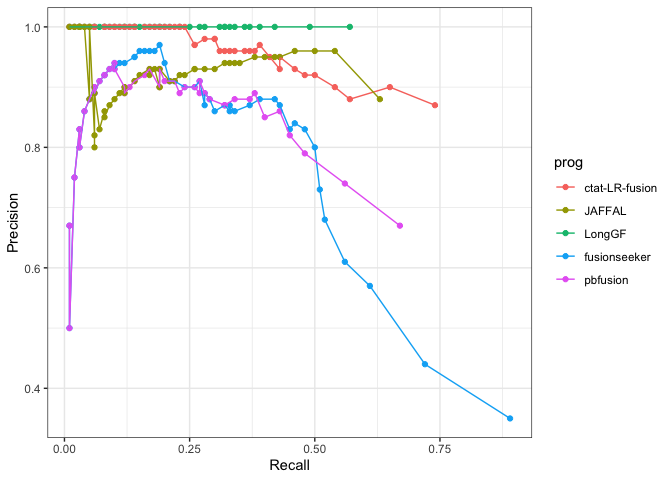 1.0
0.8
0.6
0.4
Precision
0.00
0.25
0.50
0.75
Recall
prog
ctat-LR-fusion
JAFFAL
LongGF
fusionseeker
pbfusion